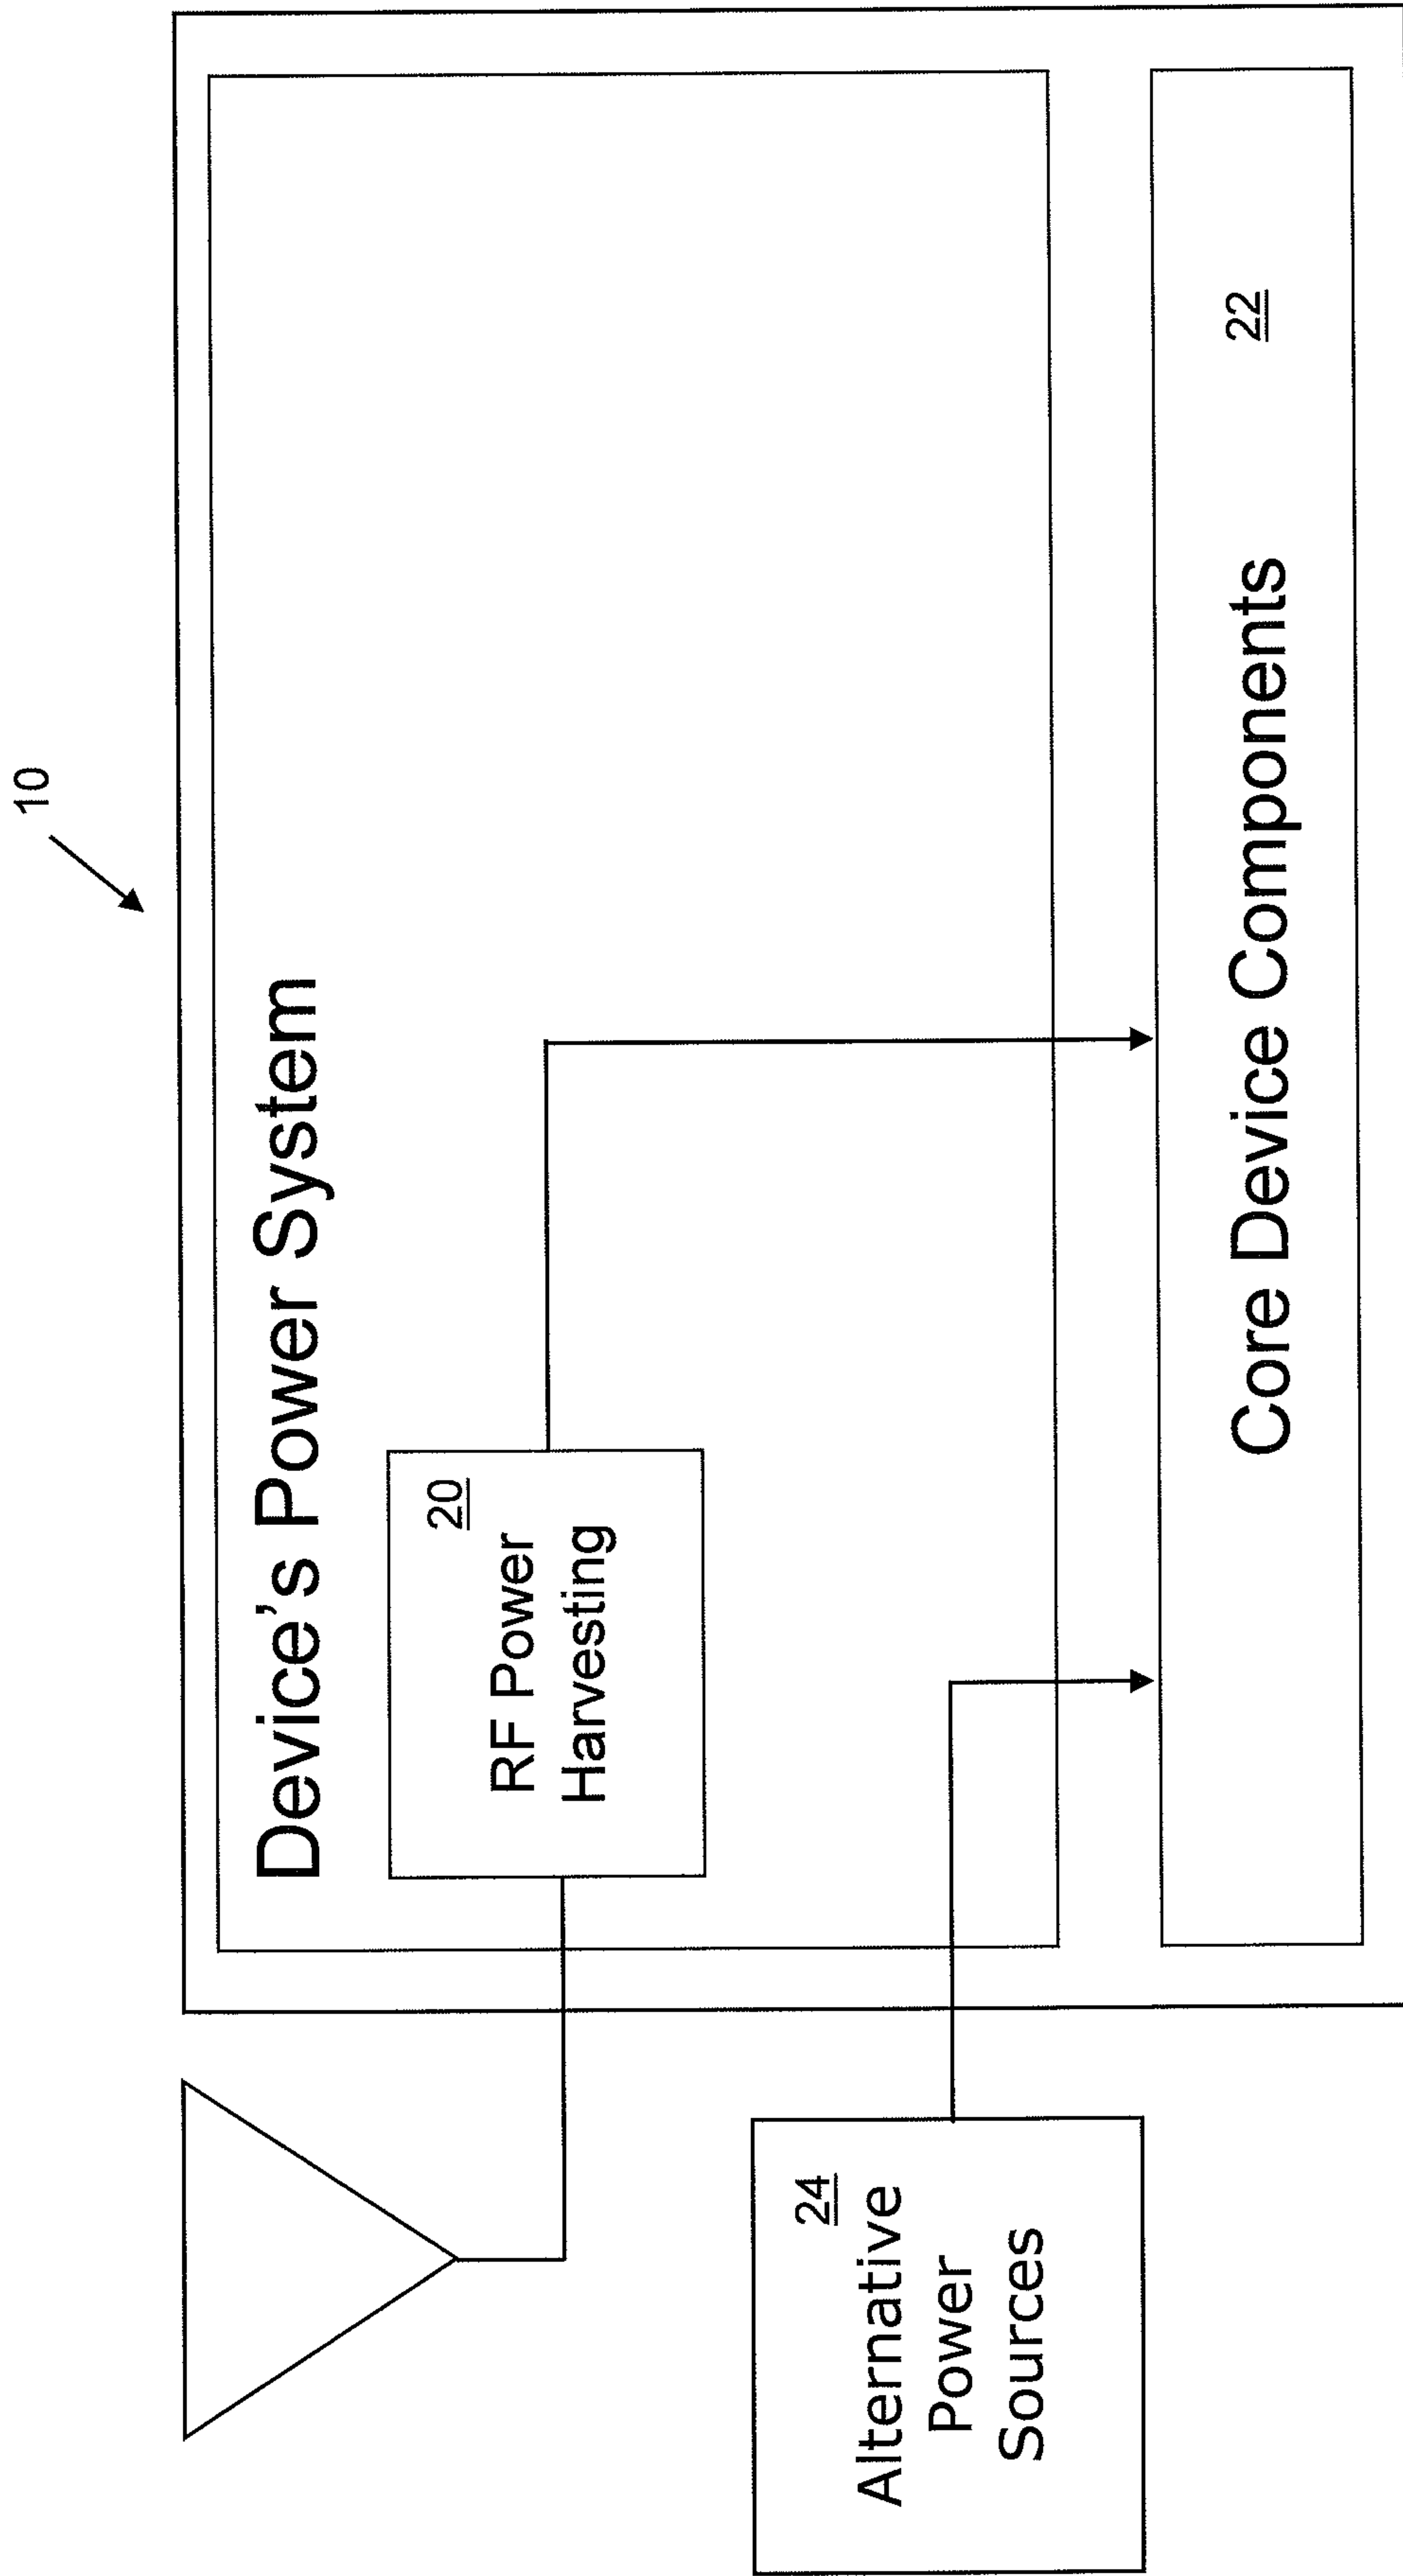 10
Device's Power System
20
RF Power
Harvesting
24
Alternative
Power
Sources
Core Device Components 22